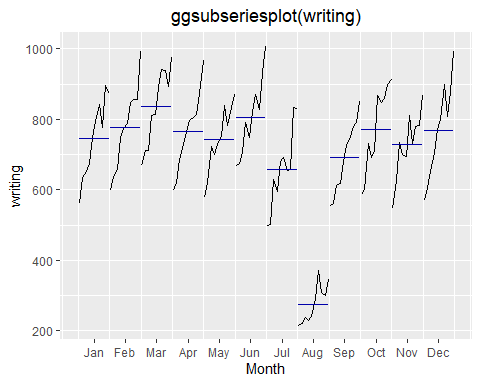 ggsubseriesplot(writing)
1000
800
600
400
200
writing
Jan Feb Mar Apr May Jun Jul Aug Sep Oct Nov Dec
Month